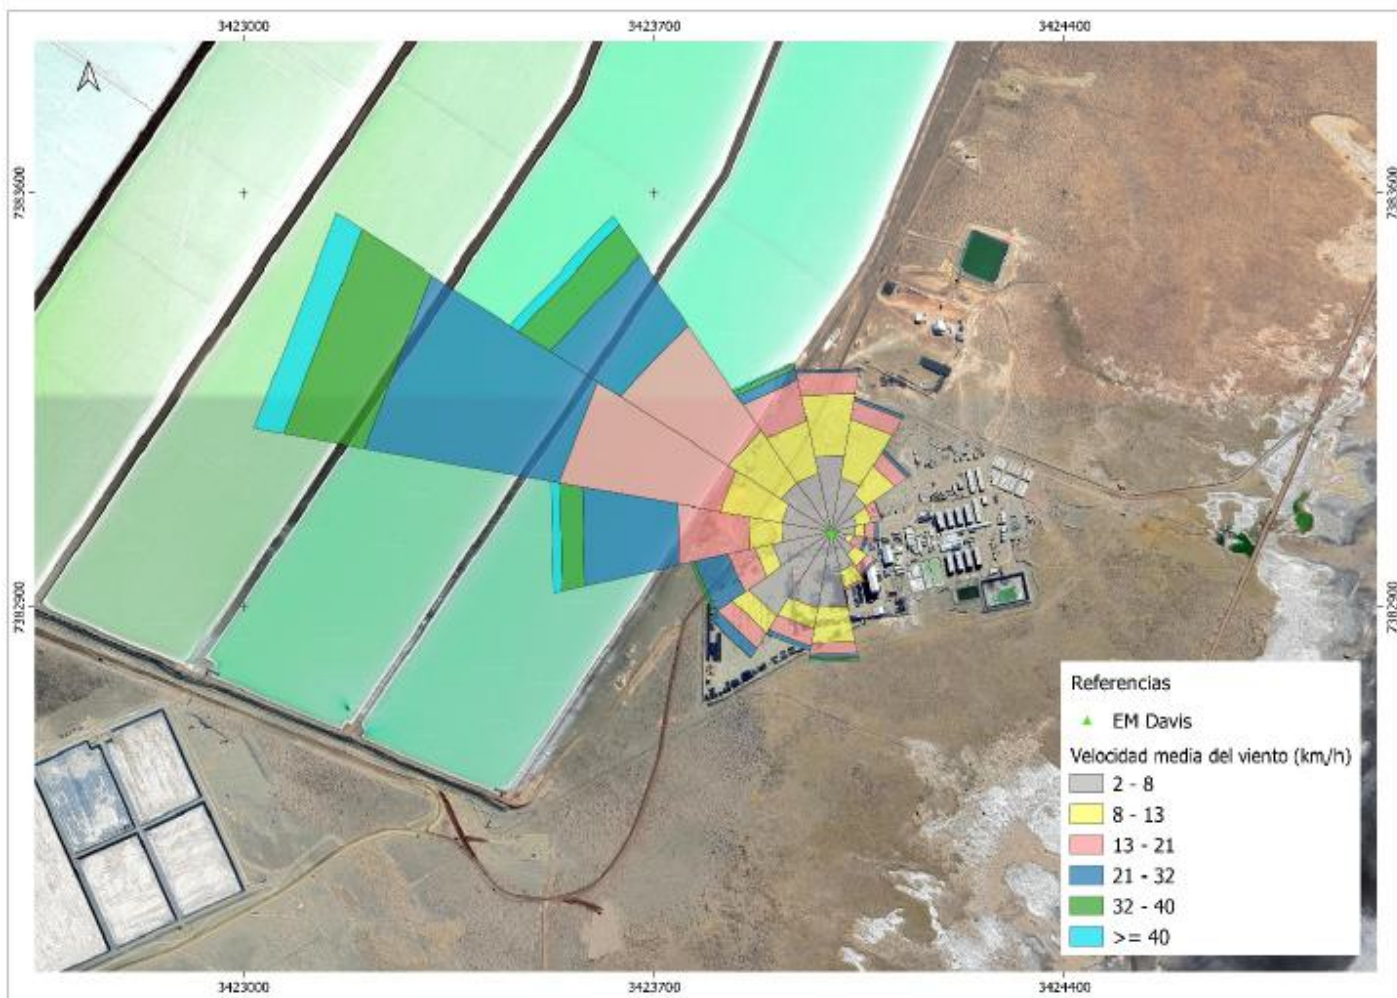 3423000 3423700 3424400
7383600 7383600
7382900 7382900
Referencias
EM Davis
Velocidad media del viento (km/h)
2 - 8
8 - 13
13 - 21
21 - 32
32 - 40
>= 40
3423000 3423700 3424400